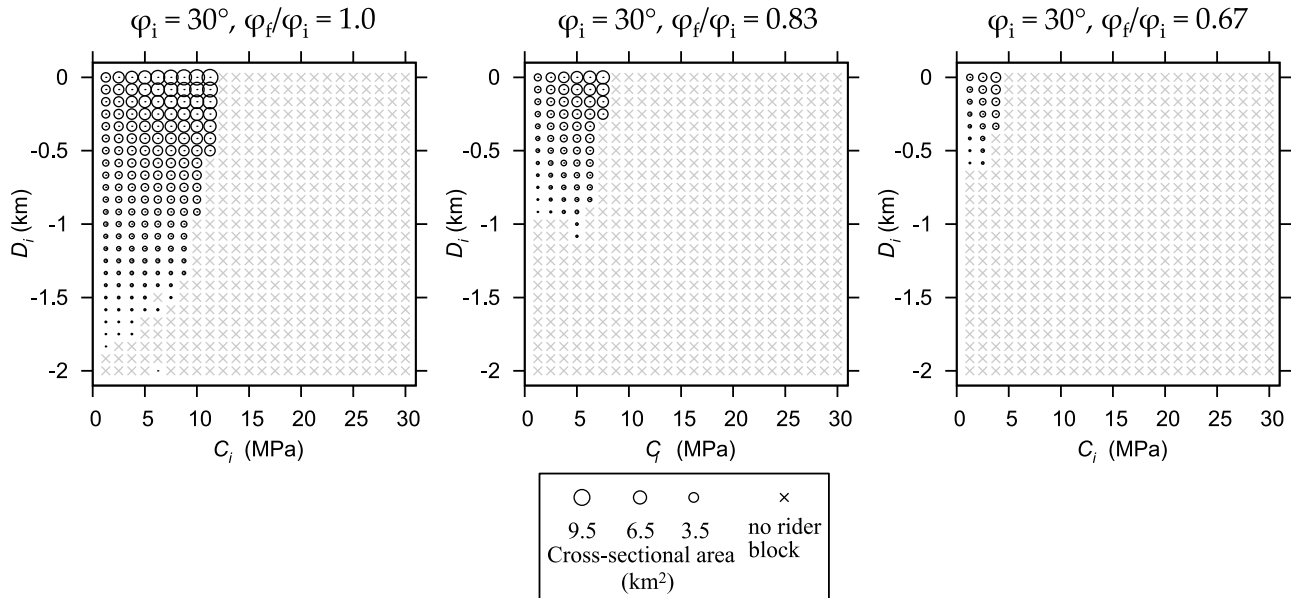 φi = 30°, φf/φi = 1.0
φi = 30°, φf/φi = 0.83
φi = 30°, φf/φi = 0.67
0
-0.5
-1
-1.5
-2
Di (km)
0 5 10 15 20 25 30
Ci (MPa)
0
-0.5
-1
-1.5
-2
Di (km)
0 5 10 15 20 25 30
Ci (MPa)
0
-0.5
-1
-1.5
-2
Di (km)
0 5 10 15 20 25 30
Ci (MPa)
9.5 6.5 3.5 no rider
Cross-sectional area block
(km²)